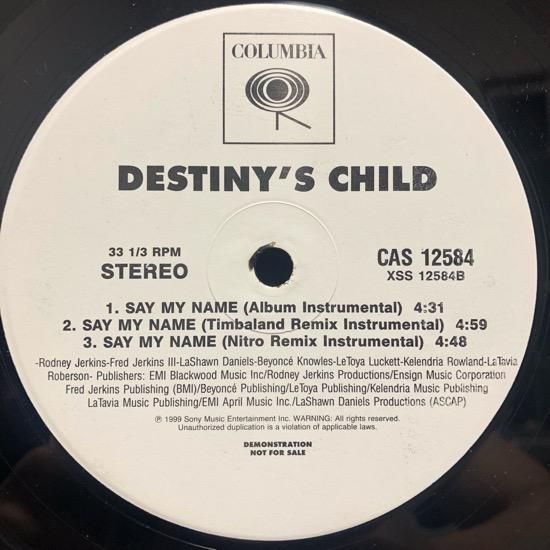 COLUMBIA
DESTINY'S CHILD
33 1/3 RPM
STEREO
CAS 12584
XSS 12584B
1. SAY MY NAME (Album Instrumental) 4:31
2. SAY MY NAME (Timbaland Remix Instrumental) 4:59
3. SAY MY NAME (Nitro Remix Instrumental) 4:48
-Rodney Jerkins-Fred Jerkins III-LaShawn Daniels-Beyoncé Knowles-LeToya Luckett-Kelendria Rowland-LaTavia
Roberson- Publishers: EMI Blackwood Music Inc/Rodney Jerkins Productions/Ensign Music Corporation
Fred Jerkins Publishing (BMI)/Beyoncé Publishing/LeToya Publishing/Kelendria Music Publishing
LaTavia Music Publishing/EMI April Music Inc./LaShawn Daniels Productions (ASCAP)
℗ 1999 Sony Music Entertainment Inc. WARNING: All rights reserved.
Unauthorized duplication is a violation of applicable laws.
DEMONSTRATION
NOT FOR SALE